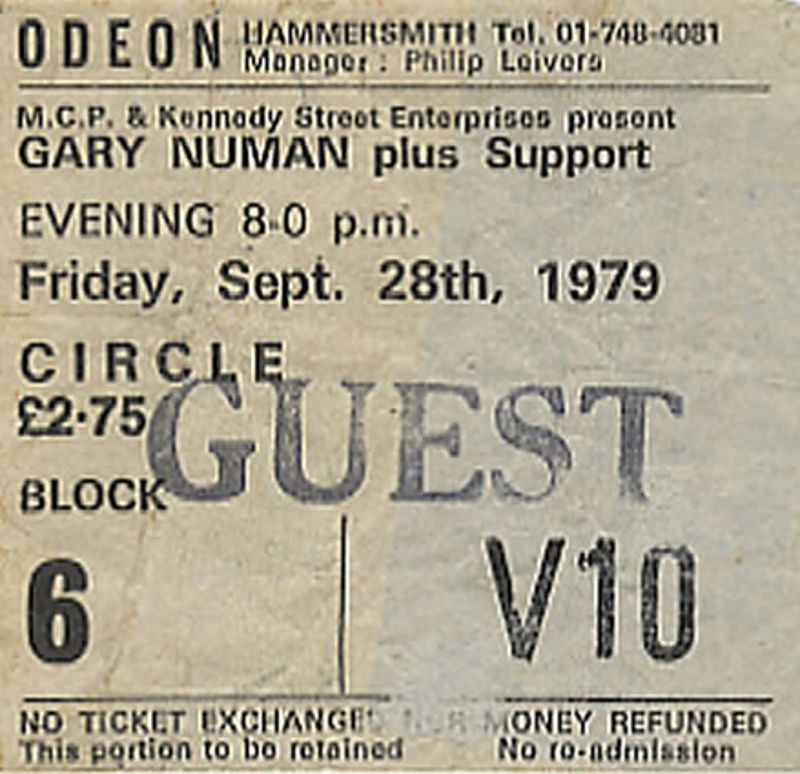 ODEON HAMMERSMITH Tel. 01-748-4081
Manager: Philip Leivers
M.C.P. & Kennedy Street Enterprises present
GARY NUMAN plus Support
EVENING 8-0 p.m.
Friday, Sept. 28th, 1979
CIRCLE
£2·75
GUEST
BLOCK
6 V10
NO TICKET EXCHANGED NOR MONEY REFUNDED
This portion to be retained No re-admission